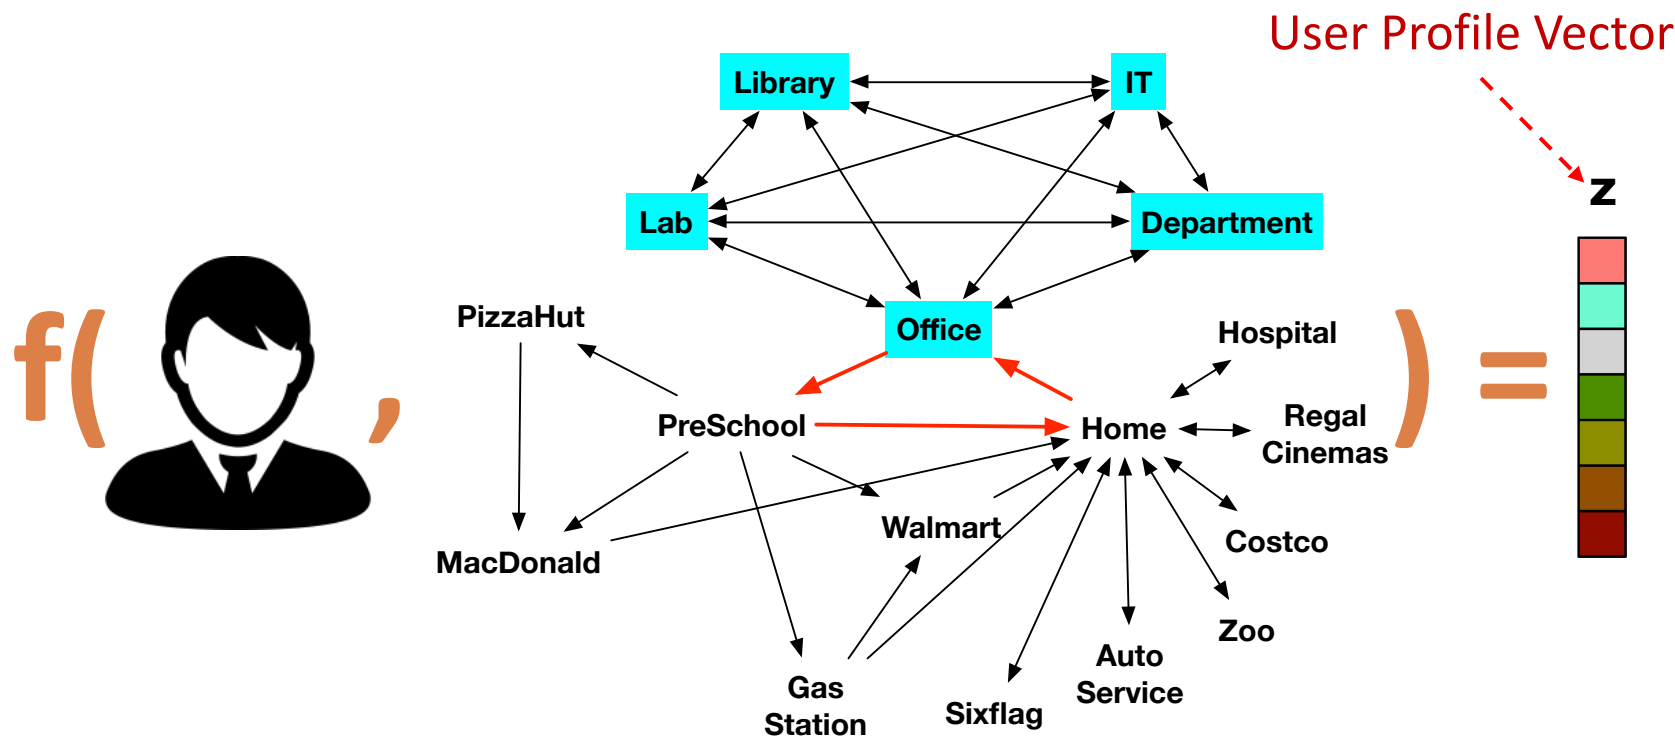 User Profile Vector
Library
IT
z
Lab
Department
f(
,
PizzaHut
Office
Hospital
) =
PreSchool
Home
Regal
Cinemas
Walmart
Costco
MacDonald
Zoo
Auto
Service
Gas
Station
Sixflag